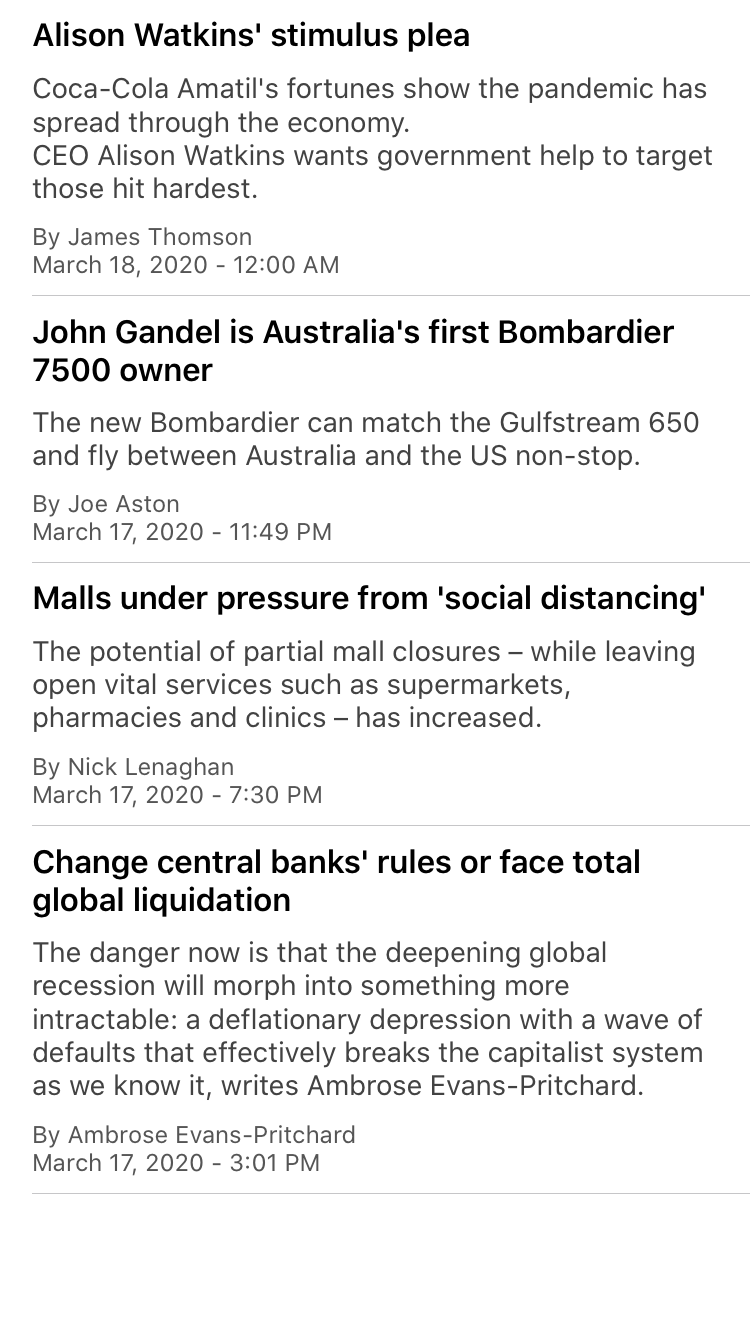 Alison Watkins' stimulus plea
Coca-Cola Amatil's fortunes show the pandemic has
spread through the economy.
CEO Alison Watkins wants government help to target
those hit hardest.
By James Thomson
March 18, 2020 - 12:00 AM
John Gandel is Australia's first Bombardier
7500 owner
The new Bombardier can match the Gulfstream 650
and fly between Australia and the US non-stop.
By Joe Aston
March 17, 2020 - 11:49 PM
Malls under pressure from 'social distancing'
The potential of partial mall closures – while leaving
open vital services such as supermarkets,
pharmacies and clinics – has increased.
By Nick Lenaghan
March 17, 2020 - 7:30 PM
Change central banks' rules or face total
global liquidation
The danger now is that the deepening global
recession will morph into something more
intractable: a deflationary depression with a wave of
defaults that effectively breaks the capitalist system
as we know it, writes Ambrose Evans-Pritchard.
By Ambrose Evans-Pritchard
March 17, 2020 - 3:01 PM